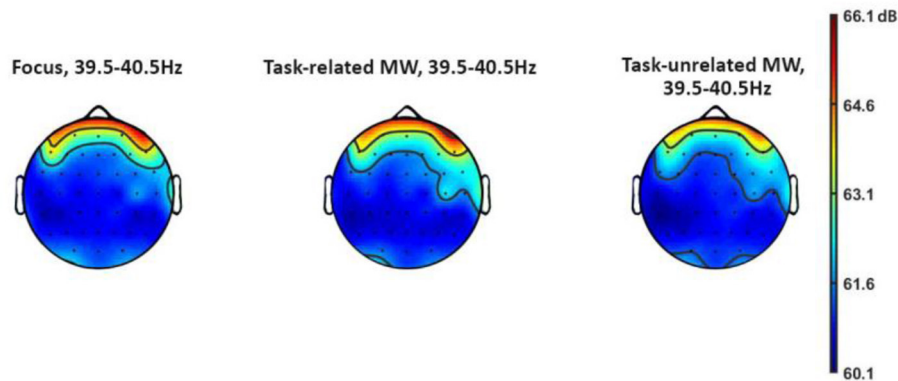 Focus, 39.5-40.5Hz
Task-related MW, 39.5-40.5Hz
Task-unrelated MW,
39.5-40.5Hz
66.1 dB
64.6
63.1
61.6
60.1